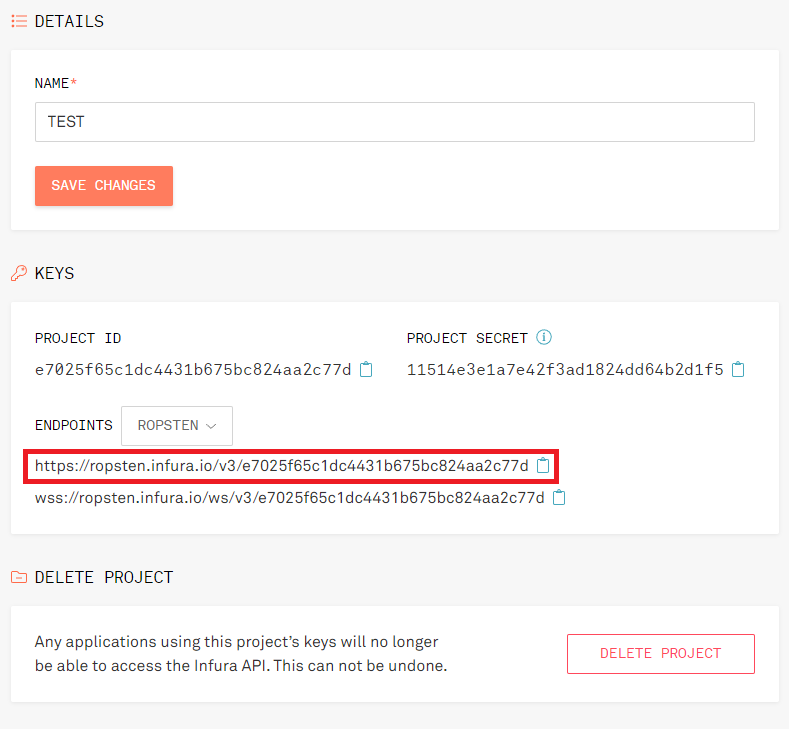 DETAILS
NAME*
TEST
SAVE CHANGES
KEYS
PROJECT ID
e7025f65c1dc4431b675bc824aa2c77d
PROJECT SECRET
11514e3e1a7e42f3ad1824dd64b2d1f5
ENDPOINTS ROPSTEN
https://ropsten.infura.io/v3/e7025f65c1dc4431b675bc824aa2c77d
wss://ropsten.infura.io/ws/v3/e7025f65c1dc4431b675bc824aa2c77d
DELETE PROJECT
Any applications using this project’s keys will no longer
be able to access the Infura API. This can not be undone.
DELETE PROJECT